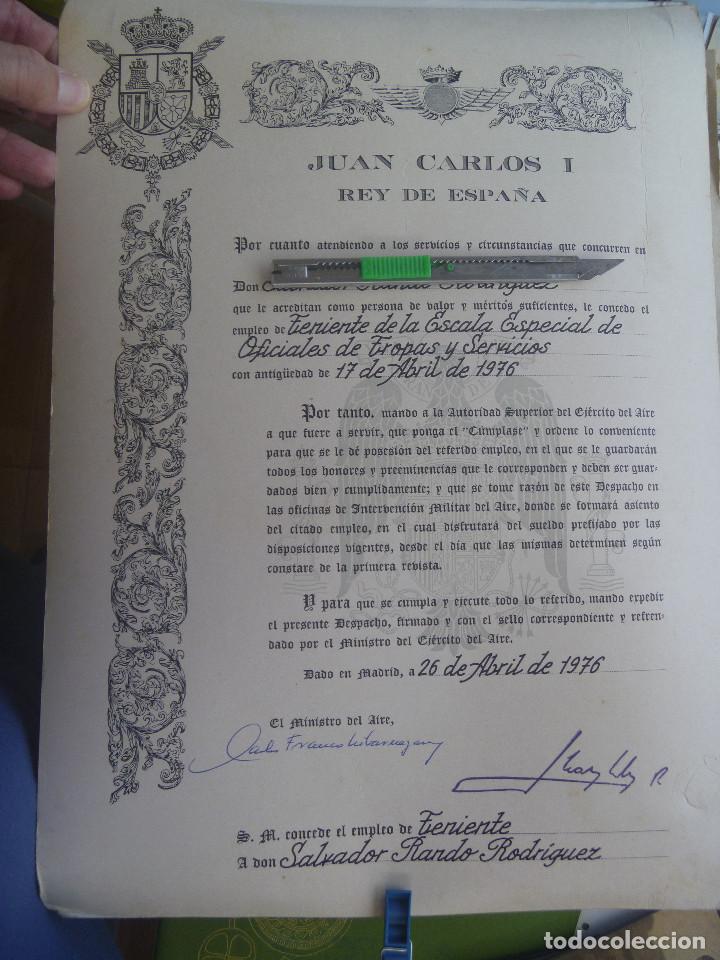 JUAN CARLOS I
REY DE ESPAÑA
Por cuanto atendiendo a los servicios y circunstancias que concurren en
Don Rodríguez
que le acreditan como persona de valor y méritos suficientes, le concedo el
empleo de Teniente de la Escala Especial de
Oficiales de Tropas y Servicios
con antigüedad de 17 de Abril de 1976
Por tanto, mando a la Autoridad Superior del Ejército del Aire
a que fuere a servir, que ponga el "Cúmplase" y ordene lo conveniente
para que se le dé posesión del referido empleo, en el que se le guardarán
todos los honores y preeminencias que le corresponden y deben ser guar-
dados bien y cumplidamente; y que se tome razón de este Despacho en
las oficinas de Intervención Militar del Aire, donde se formará asiento
del citado empleo, en el cual disfrutará del sueldo prefijado por las
disposiciones vigentes, desde el día que las mismas determinen según
constare de la primera revista.
Y para que se cumpla y ejecute todo lo referido, mando expedir
el presente Despacho, firmado y con el sello correspondiente y refren-
dado por el Ministro del Ejército del Aire.
Dado en Madrid, a 26 de Abril de 1976
El Ministro del Aire,
S. M. concede el empleo de Teniente
A don Salvador Rando Rodríguez
todocoleccion.net